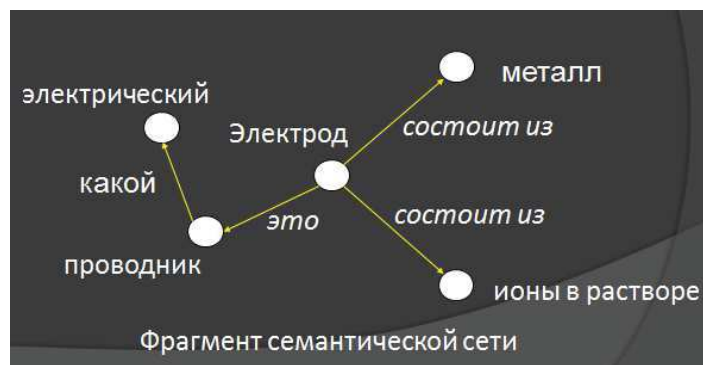 металл
электрический
Электрод
состоит из
какой
это
состоит из
проводник
ионы в растворе
Фрагмент семантической сети